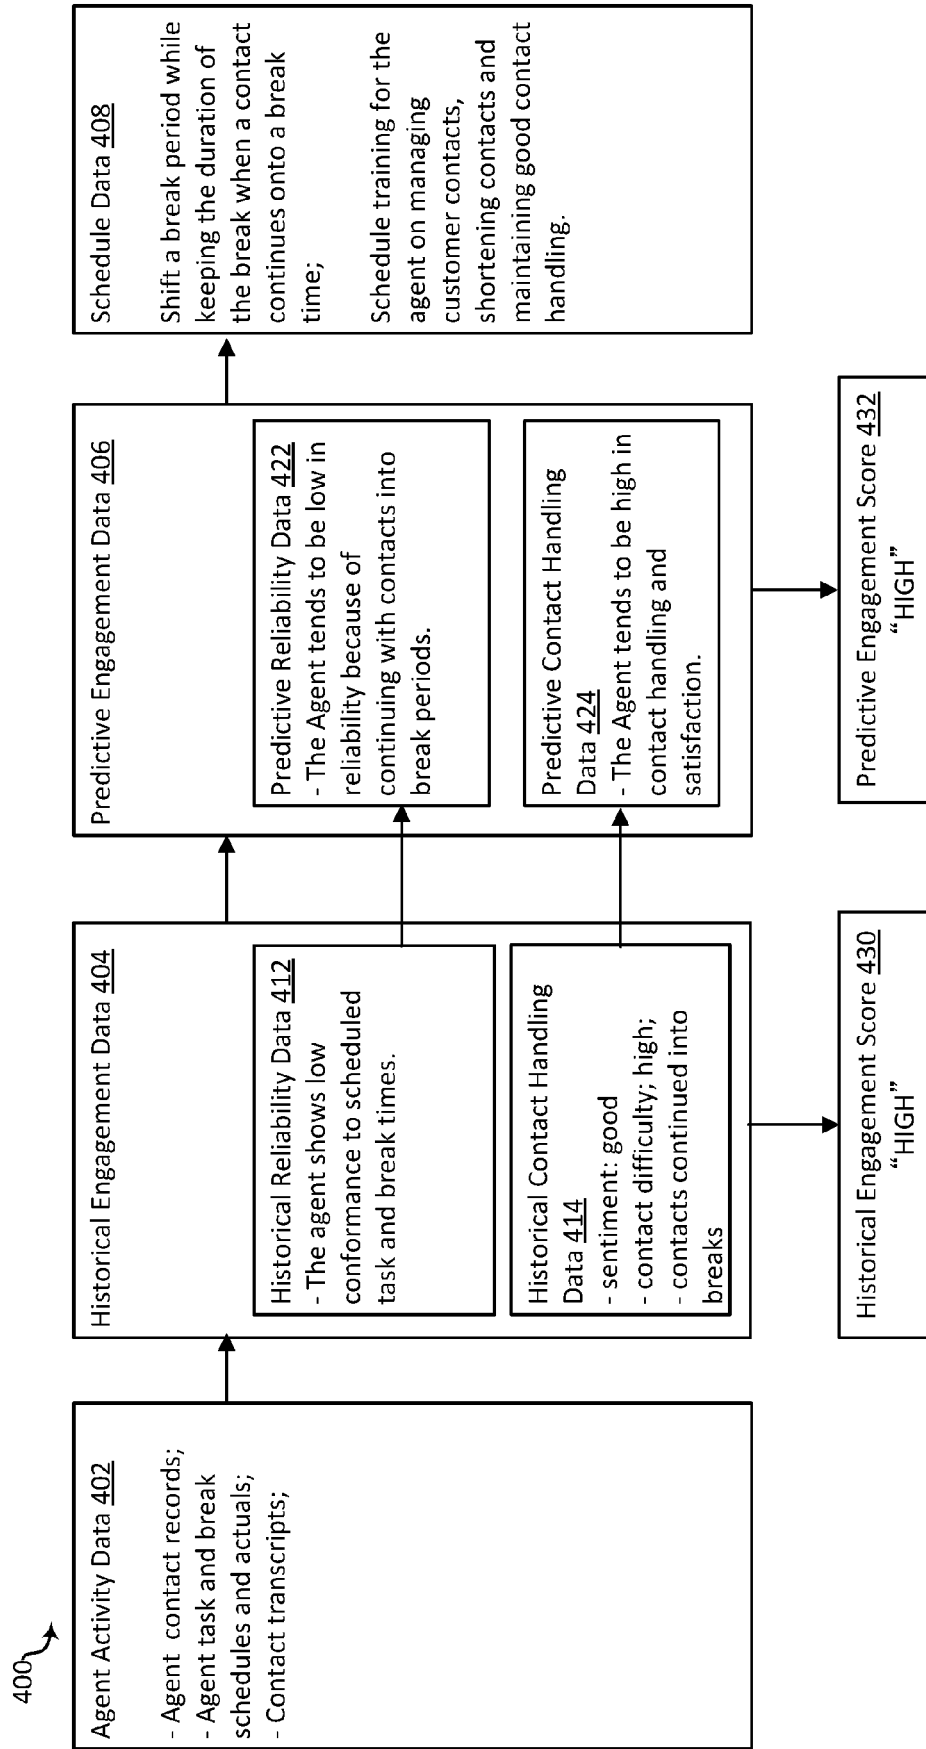 400
Agent Activity Data 402
- Agent contact records;
- Agent task and break
schedules and actuals;
- Contact transcripts;
Historical Engagement Data 404
Historical Reliability Data 412
- The agent shows low
conformance to scheduled
task and break times.
Historical Contact Handling
Data 414
- sentiment: good
- contact difficulty; high;
- contacts continued into
breaks
Historical Engagement Score 430
“HIGH”
Predictive Engagement Data 406
Predictive Reliability Data 422
- The Agent tends to be low in
reliability because of
continuing with contacts into
break periods.
Predictive Contact Handling
Data 424
- The Agent tends to be high in
contact handling and
satisfaction.
Predictive Engagement Score 432
“HIGH”
Schedule Data 408
Shift a break period while
keeping the duration of
the break when a contact
continues onto a break
time;
Schedule training for the
agent on managing
customer contacts,
shortening contacts and
maintaining good contact
handling.